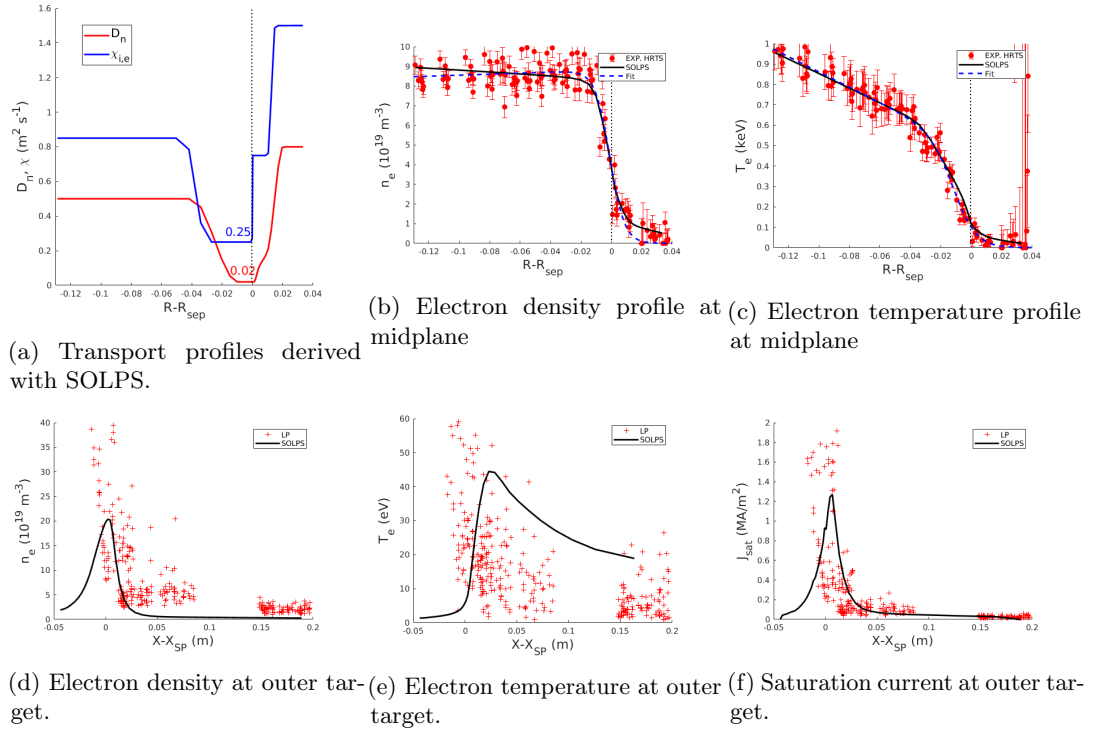 1.6
1.4
1.2
1
0.8
0.6
0.4
0.2
0
D_n, χ (m² s⁻¹)
D_n
χ_i,e
0.25
0.02
-0.12 -0.1 -0.08 -0.06 -0.04 -0.02 0 0.02 0.04
R-R_sep
(a) Transport profiles derived
with SOLPS.
10
9
8
7
6
5
4
3
2
1
0
n_e (10¹⁹ m⁻³)
EXP. HRTS
SOLPS
Fit
-0.12 -0.1 -0.08 -0.06 -0.04 -0.02 0 0.02 0.04
R-R_sep
(b) Electron density profile at
midplane
1
0.9
0.8
0.7
0.6
0.5
0.4
0.3
0.2
0.1
0
T_e (keV)
EXP. HRTS
SOLPS
Fit
-0.12 -0.1 -0.08 -0.06 -0.04 -0.02 0 0.02 0.04
R-R_sep
(c) Electron temperature profile
at midplane
40
35
30
25
20
15
10
5
0
n_e (10¹⁹ m⁻³)
LP
SOLPS
-0.05 0 0.05 0.1 0.15 0.2
X-X_SP (m)
(d) Electron density at outer tar-
get.
60
50
40
30
20
10
0
T_e (eV)
LP
SOLPS
-0.05 0 0.05 0.1 0.15 0.2
X-X_SP (m)
(e) Electron temperature at outer
target.
2
1.8
1.6
1.4
1.2
1
0.8
0.6
0.4
0.2
0
J_sat (MA/m²)
LP
SOLPS
-0.05 0 0.05 0.1 0.15 0.2
X-X_SP (m)
(f) Saturation current at outer tar-
get.